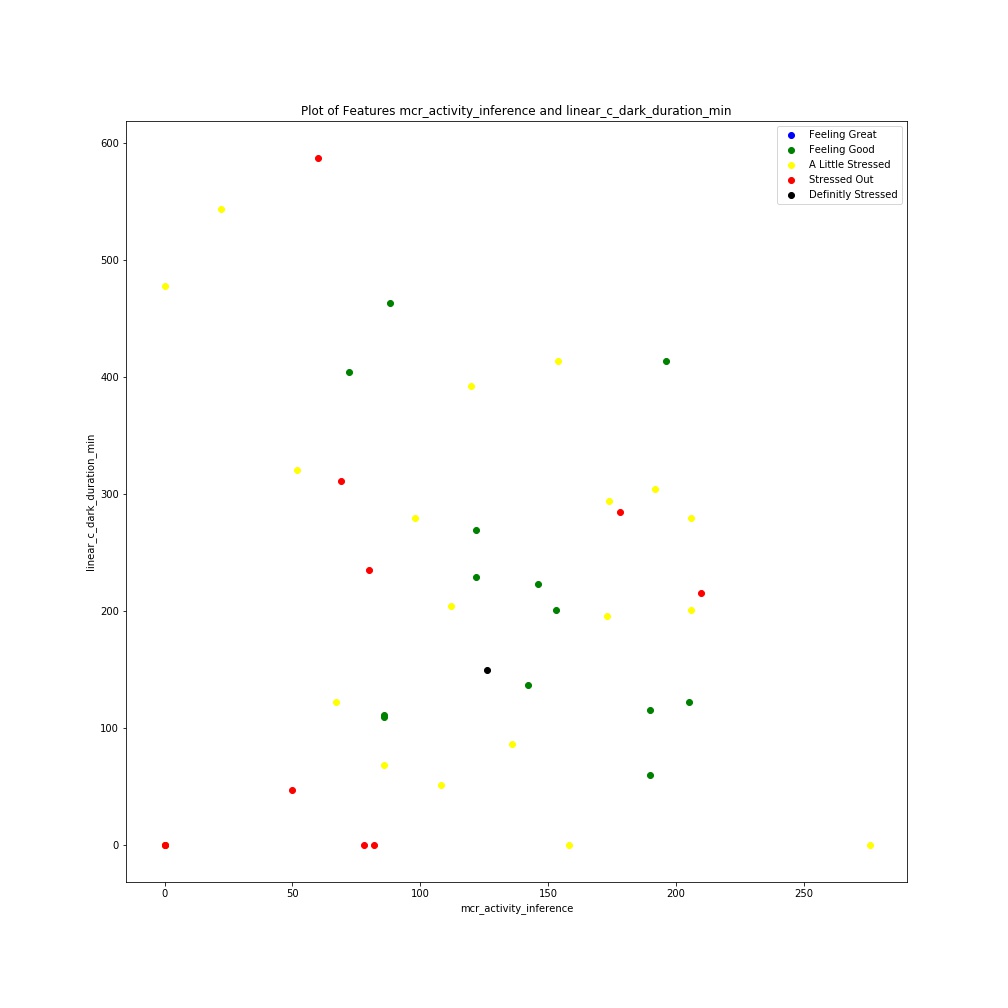 Plot of Features mcr_activity_inference and linear_c_dark_duration_min
Feeling Great
Feeling Good
A Little Stressed
Stressed Out
Definitly Stressed
600
500
400
300
200
100
0
linear_c_dark_duration_min
0 50 100 150 200 250
mcr_activity_inference